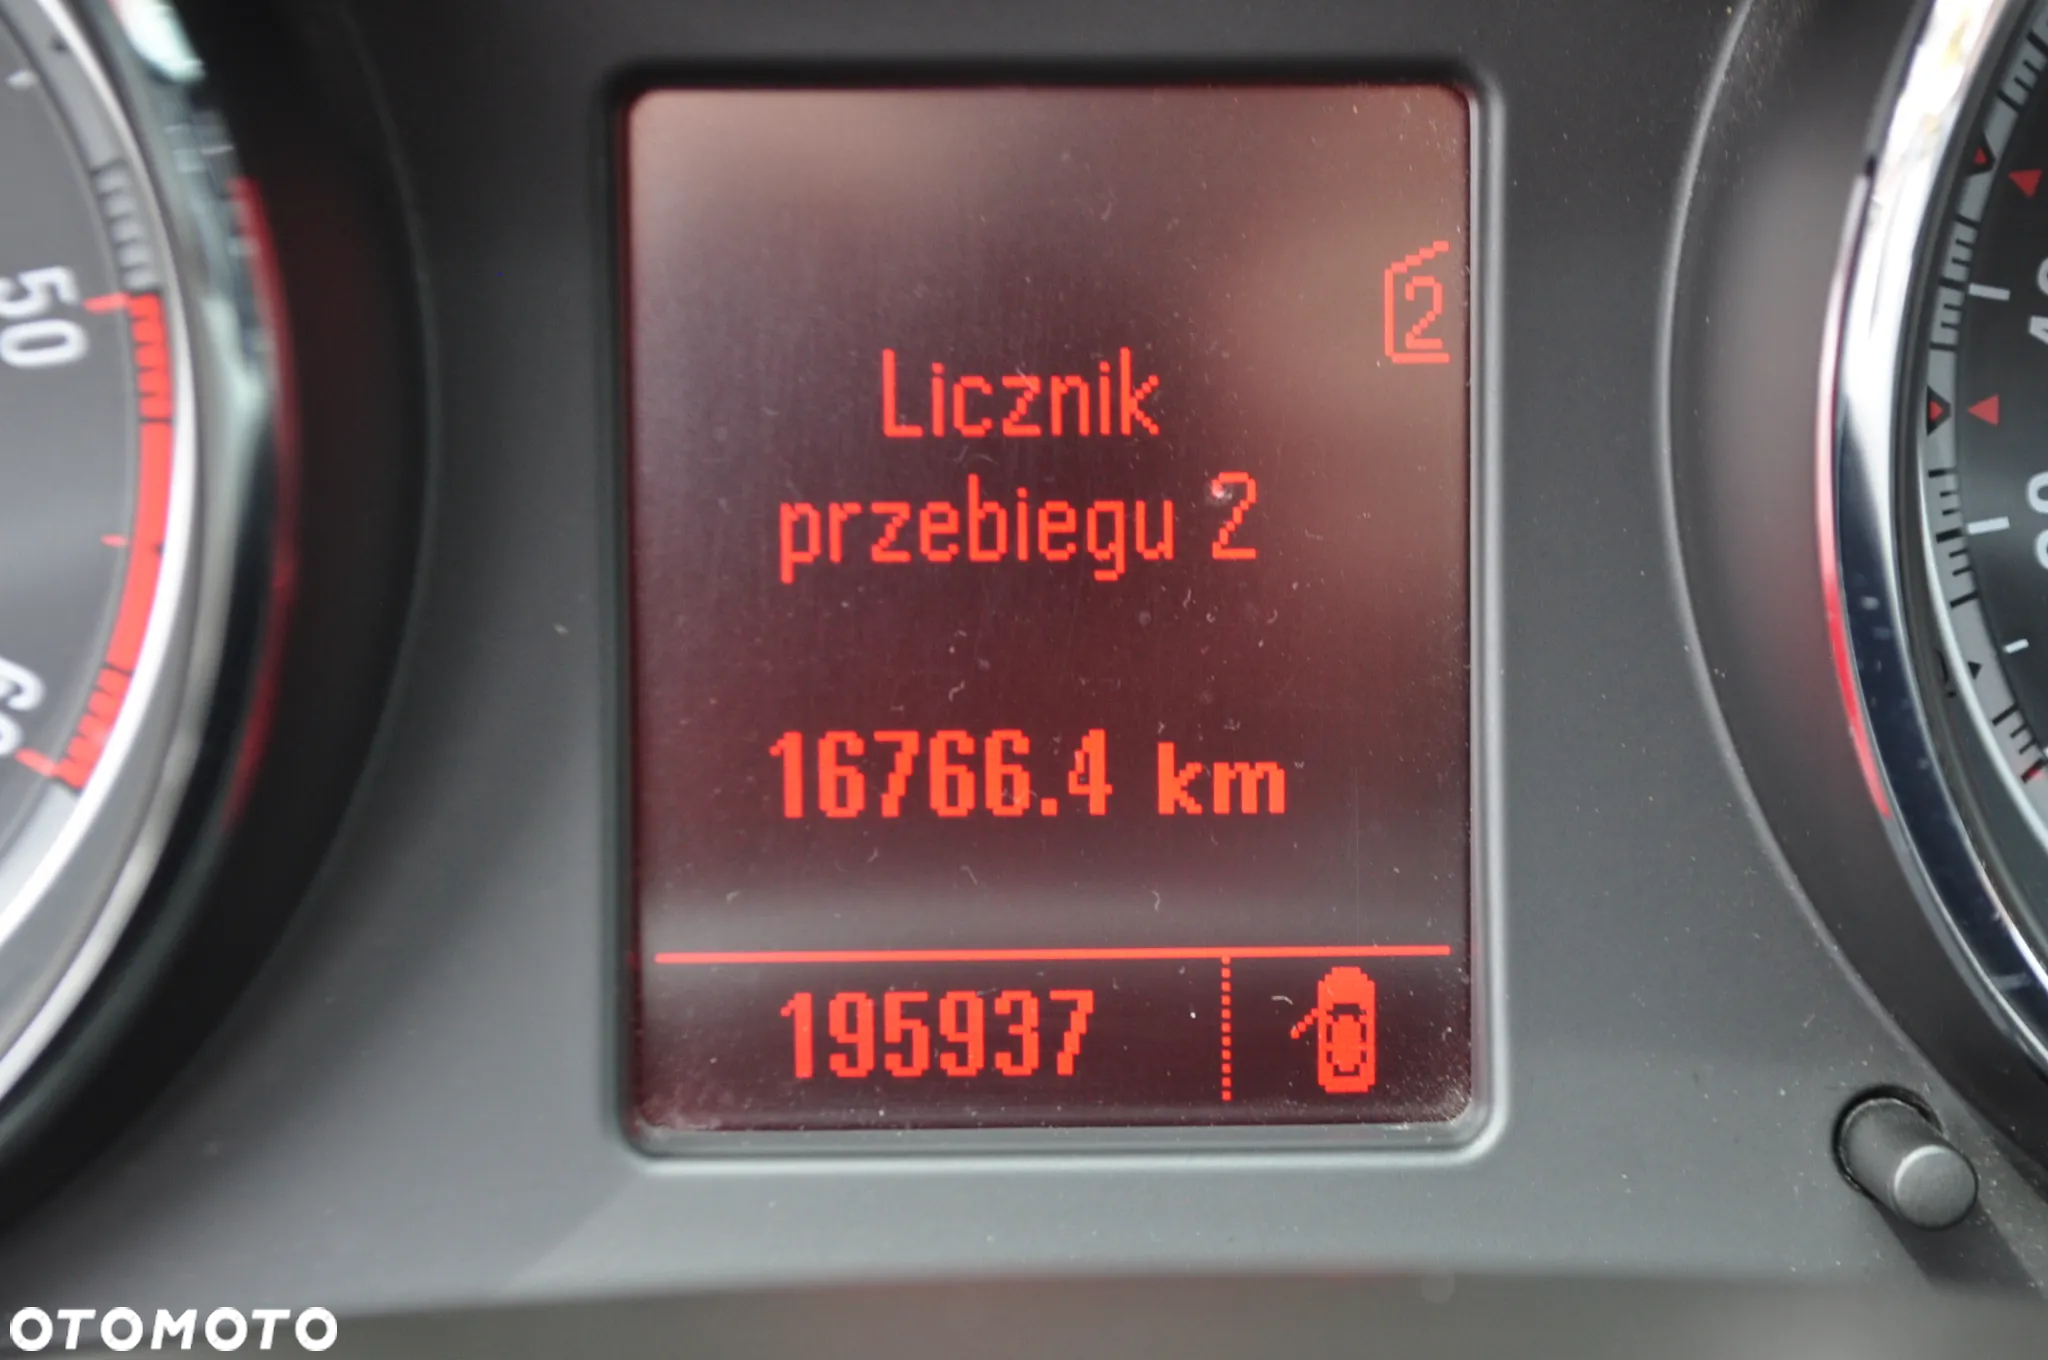 50
2
Licznik
przebiegu 2
16766.4 km
195937
OTOMOTO